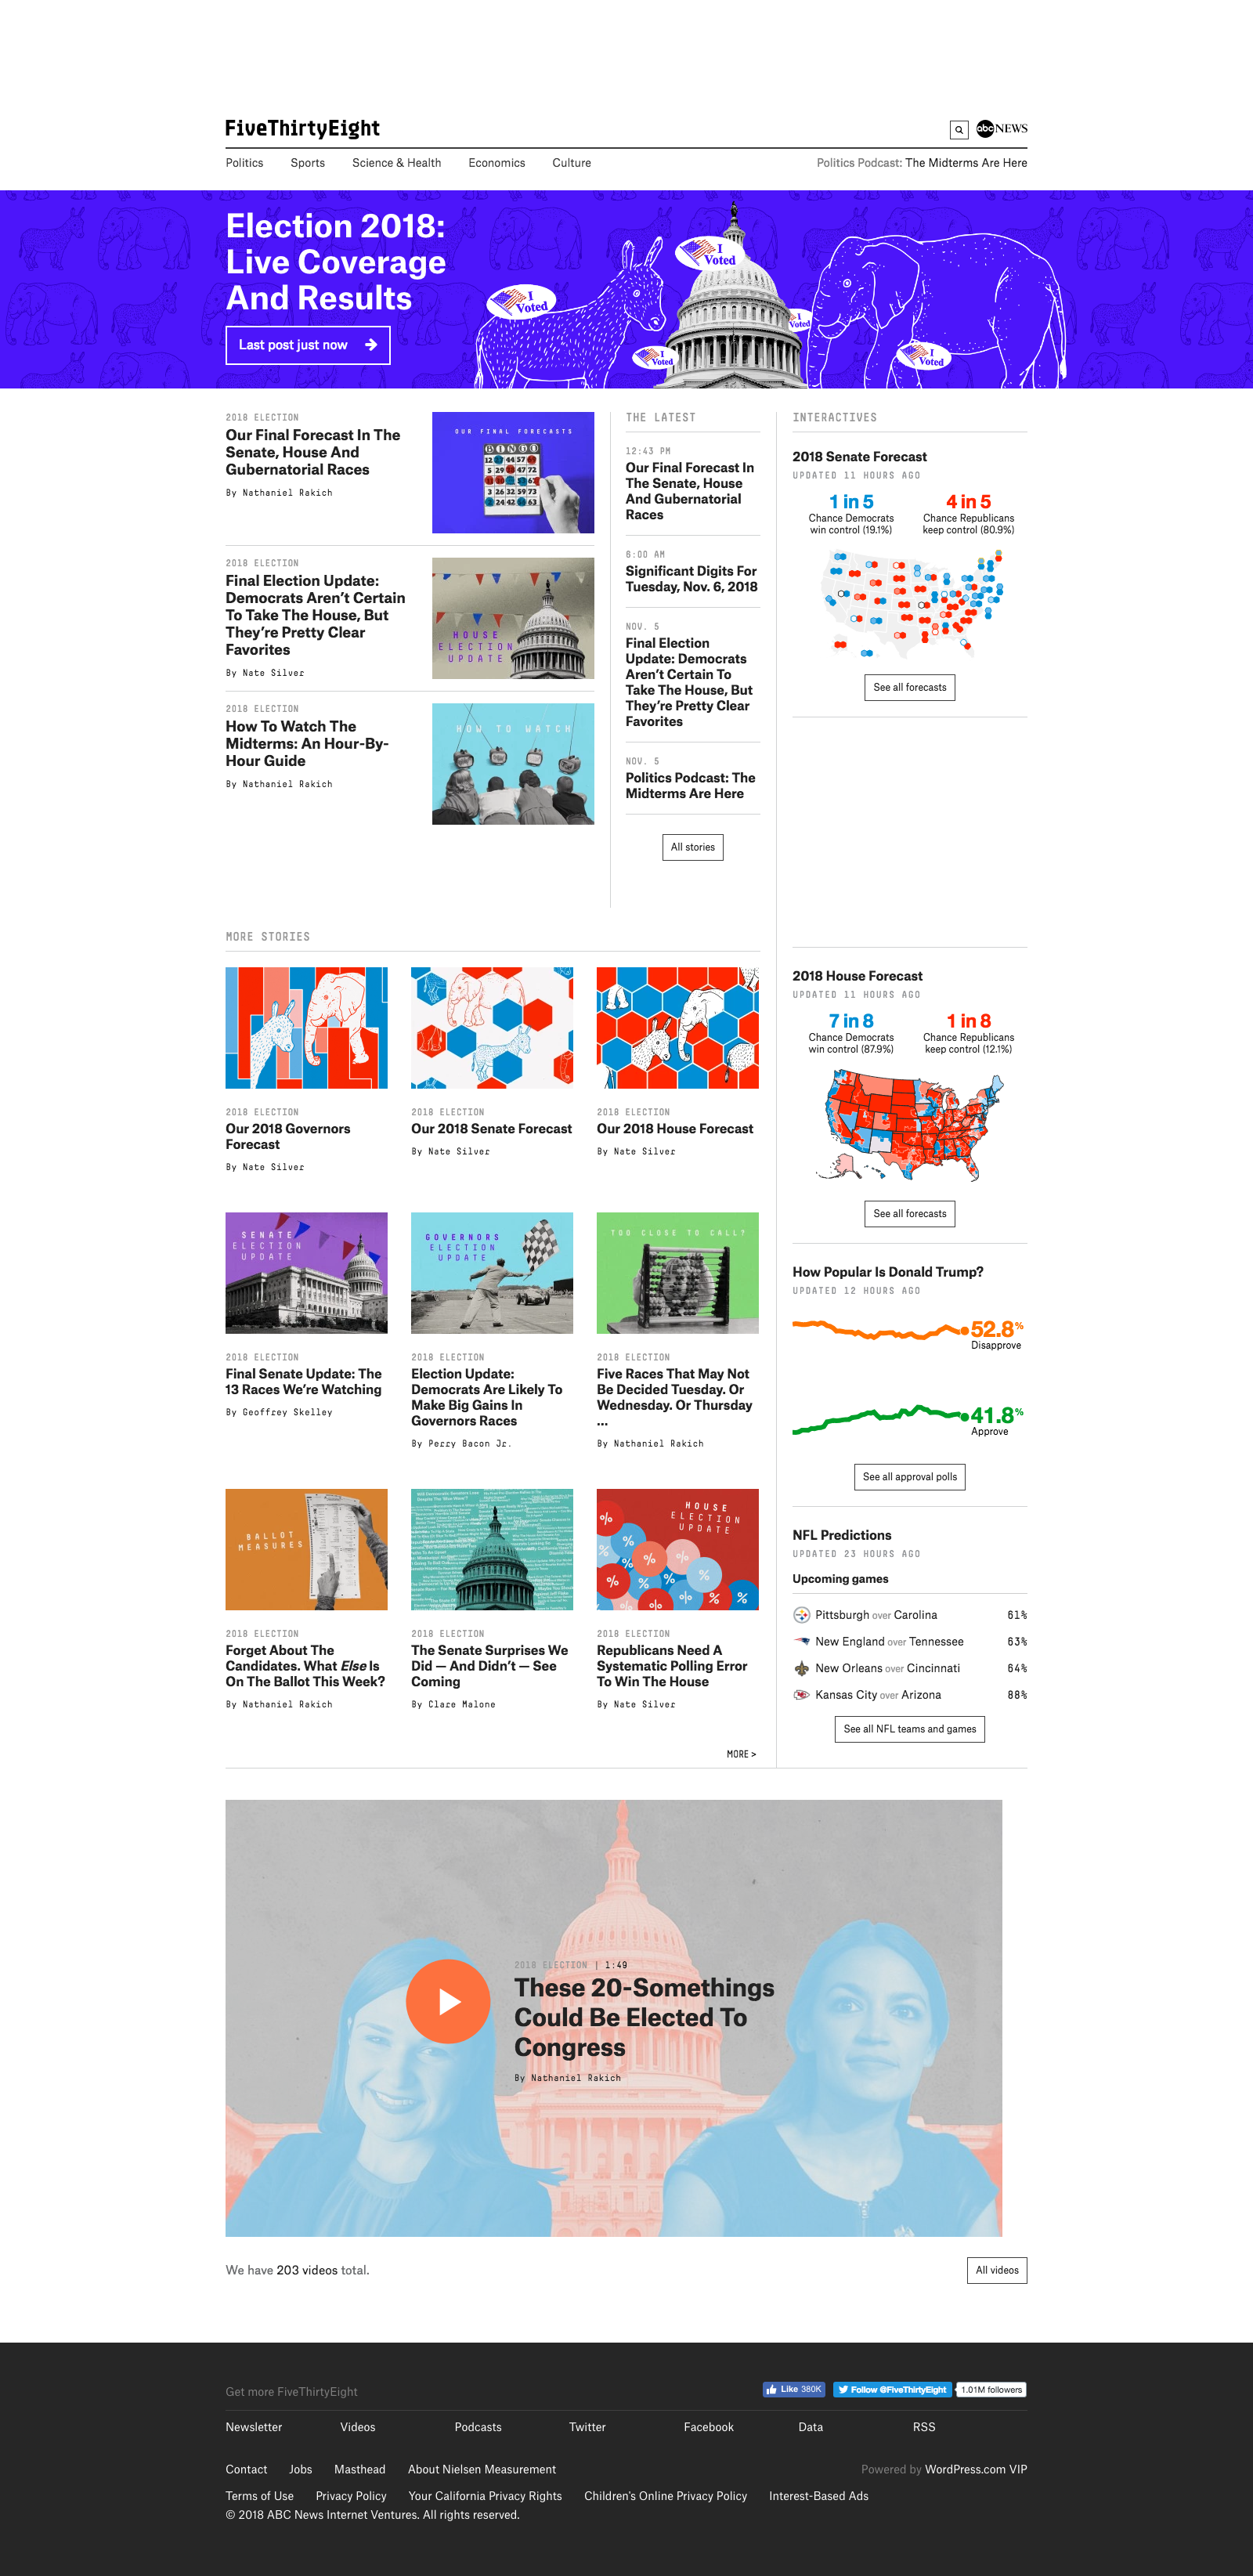 FiveThirtyEight
abc NEWS
Politics
Sports
Science & Health
Economics
Culture
Politics Podcast: The Midterms Are Here
Election 2018:
Live Coverage
And Results
Last post just now
I Voted
I Voted
I Voted
I Voted
I Voted
2018 ELECTION
Our Final Forecast In The
Senate, House And
Gubernatorial Races
By Nathaniel Rakich
OUR FINAL FORECASTS
BINGO
2018 ELECTION
Final Election Update:
Democrats Aren't Certain
To Take The House, But
They're Pretty Clear
Favorites
By Nate Silver
HOUSE
ELECTION
UPDATE
2018 ELECTION
How To Watch The
Midterms: An Hour-By-
Hour Guide
By Nathaniel Rakich
HOW TO WATCH
THE LATEST
12:43 PM
Our Final Forecast In
The Senate, House
And Gubernatorial
Races
6:00 AM
Significant Digits For
Tuesday, Nov. 6, 2018
NOV. 5
Final Election
Update: Democrats
Aren't Certain To
Take The House, But
They're Pretty Clear
Favorites
NOV. 5
Politics Podcast: The
Midterms Are Here
All stories
INTERACTIVES
2018 Senate Forecast
UPDATED 11 HOURS AGO
1 in 5
Chance Democrats
win control (19.1%)
4 in 5
Chance Republicans
keep control (80.9%)
See all forecasts
2018 House Forecast
UPDATED 11 HOURS AGO
7 in 8
Chance Democrats
win control (87.9%)
1 in 8
Chance Republicans
keep control (12.1%)
See all forecasts
How Popular Is Donald Trump?
UPDATED 12 HOURS AGO
52.8%
Disapprove
41.8%
Approve
See all approval polls
NFL Predictions
UPDATED 23 HOURS AGO
Upcoming games
Pittsburgh over Carolina 61%
New England over Tennessee 63%
New Orleans over Cincinnati 64%
Kansas City over Arizona 88%
See all NFL teams and games
MORE STORIES
2018 ELECTION
Our 2018 Governors
Forecast
By Nate Silver
2018 ELECTION
Our 2018 Senate Forecast
By Nate Silver
2018 ELECTION
Our 2018 House Forecast
By Nate Silver
SENATE
ELECTION
UPDATE
2018 ELECTION
Final Senate Update: The
13 Races We're Watching
By Geoffrey Skelley
GOVERNORS
ELECTION
UPDATE
2018 ELECTION
Election Update:
Democrats Are Likely To
Make Big Gains In
Governors Races
By Perry Bacon Jr.
TOO CLOSE TO CALL?
2018 ELECTION
Five Races That May Not
Be Decided Tuesday. Or
Wednesday. Or Thursday
...
By Nathaniel Rakich
BALLOT
MEASURES
2018 ELECTION
Forget About The
Candidates. What Else Is
On The Ballot This Week?
By Nathaniel Rakich
2018 ELECTION
The Senate Surprises We
Did — And Didn't — See
Coming
By Clare Malone
HOUSE
ELECTION
UPDATE
2018 ELECTION
Republicans Need A
Systematic Polling Error
To Win The House
By Nate Silver
MORE >
2018 ELECTION | 1:49
These 20-Somethings
Could Be Elected To
Congress
By Nathaniel Rakich
We have 203 videos total.
All videos
Get more FiveThirtyEight
Like 380K
Follow @FiveThirtyEight
1.01M followers
Newsletter
Videos
Podcasts
Twitter
Facebook
Data
RSS
Contact
Jobs
Masthead
About Nielsen Measurement
Powered by WordPress.com VIP
Terms of Use
Privacy Policy
Your California Privacy Rights
Children's Online Privacy Policy
Interest-Based Ads
© 2018 ABC News Internet Ventures. All rights reserved.